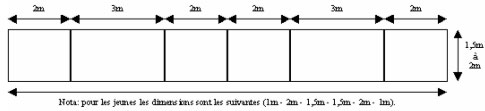 2m 3m 2m 2m 3m 2m
1,5m
à
2m
Nota: pour les jeunes les dimensions sont les suivantes (1m - 2m - 1,5m - 1,5m - 2m - 1m).